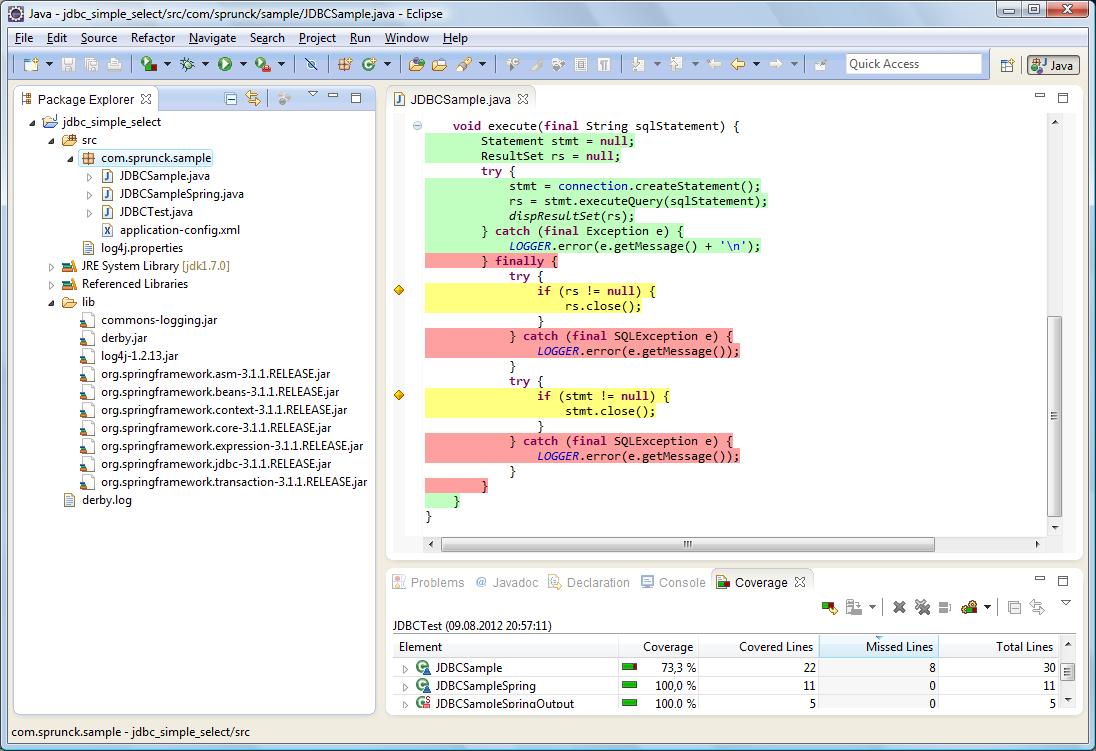 Java - jdbc_simple_select/src/com/sprunck/sample/JDBCSample.java - Eclipse
File Edit Source Refactor Navigate Search Project Run Window Help
Quick Access
Java
Package Explorer
jdbc_simple_select
src
com.sprunck.sample
JDBCSample.java
JDBCSampleSpring.java
JDBCTest.java
application-config.xml
log4j.properties
JRE System Library [jdk1.7.0]
Referenced Libraries
lib
commons-logging.jar
derby.jar
log4j-1.2.13.jar
org.springframework.asm-3.1.1.RELEASE.jar
org.springframework.beans-3.1.1.RELEASE.jar
org.springframework.context-3.1.1.RELEASE.jar
org.springframework.core-3.1.1.RELEASE.jar
org.springframework.expression-3.1.1.RELEASE.jar
org.springframework.jdbc-3.1.1.RELEASE.jar
org.springframework.transaction-3.1.1.RELEASE.jar
derby.log
JDBCSample.java
void execute(final String sqlStatement) {
Statement stmt = null;
ResultSet rs = null;
try {
stmt = connection.createStatement();
rs = stmt.executeQuery(sqlStatement);
dispResultSet(rs);
} catch (final Exception e) {
LOGGER.error(e.getMessage() + '\n');
} finally {
try {
if (rs != null) {
rs.close();
}
} catch (final SQLException e) {
LOGGER.error(e.getMessage());
}
try {
if (stmt != null) {
stmt.close();
}
} catch (final SQLException e) {
LOGGER.error(e.getMessage());
}
}
}
}
Problems @ Javadoc Declaration Console Coverage
JDBCTest (09.08.2012 20:57:11)
Element Coverage Covered Lines Missed Lines Total Lines
JDBCSample 73,3 % 22 8 30
JDBCSampleSpring 100,0 % 11 0 11
JDBCSampleSpringOutput 100,0 % 5 0 5
com.sprunck.sample - jdbc_simple_select/src